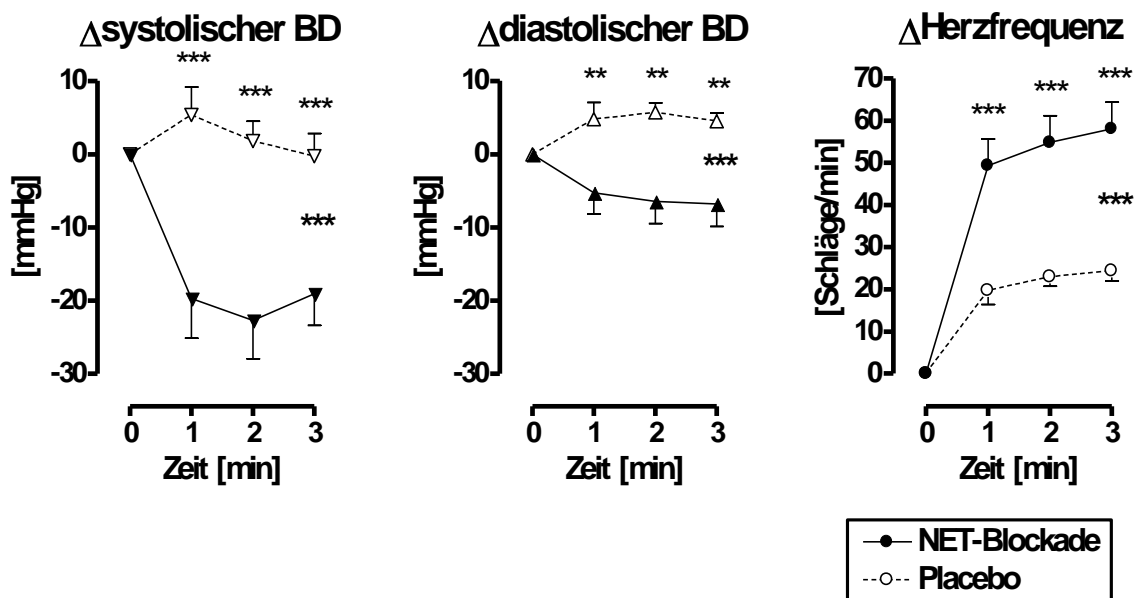 Δsystolischer BD
***
***
***
***
10
0
-10
-20
-30
[mmHg]
0 1 2 3
Zeit [min]
Δdiastolischer BD
**
**
**
***
10
0
-10
-20
-30
[mmHg]
0 1 2 3
Zeit [min]
ΔHerzfrequenz
***
***
***
***
70
60
50
40
30
20
10
0
[Schläge/min]
0 1 2 3
Zeit [min]
NET-Blockade
Placebo